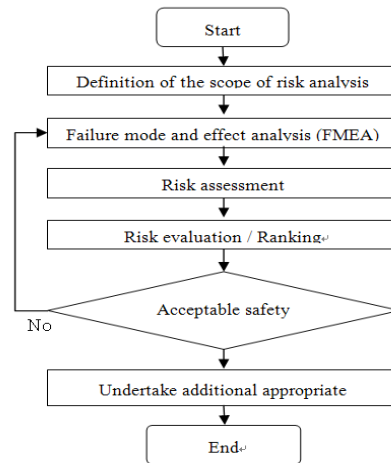 Start
Definition of the scope of risk analysis
Failure mode and effect analysis (FMEA)
Risk assessment
Risk evaluation / Ranking↵
Acceptable safety
No
Undertake additional appropriate
End↵